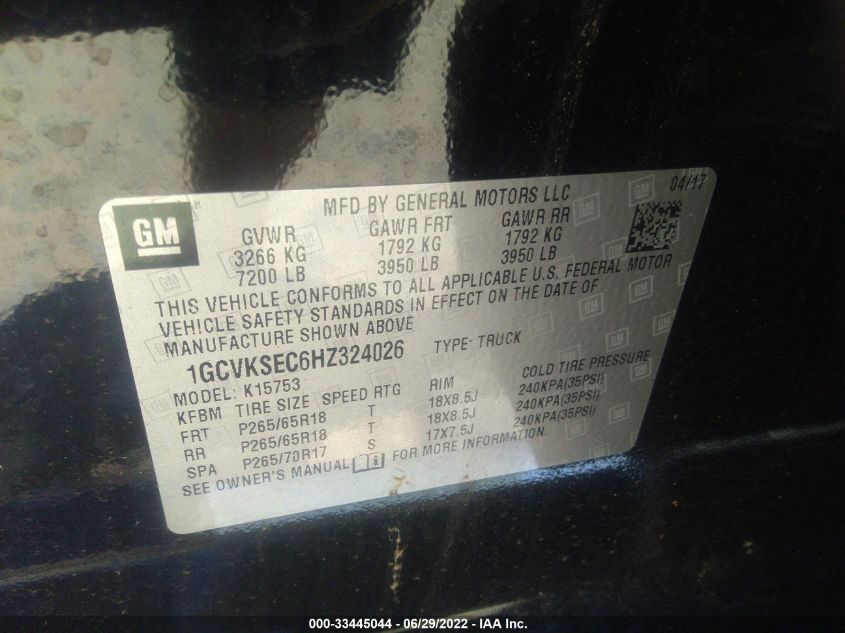 GM
MFD BY GENERAL MOTORS LLC
04/17
GVWR GAWR FRT GAWR RR
3266 KG 1792 KG 1792 KG
7200 LB 3950 LB 3950 LB
THIS VEHICLE CONFORMS TO ALL APPLICABLE U.S. FEDERAL MOTOR
VEHICLE SAFETY STANDARDS IN EFFECT ON THE DATE OF
MANUFACTURE SHOWN ABOVE
1GCVKSEC6HZ324026 TYPE: TRUCK
MODEL: K15753
KFBM TIRE SIZE SPEED RTG RIM COLD TIRE PRESSURE
FRT P265/65R18 T 18X8.5J 240KPA(35PSI)
RR P265/65R18 T 18X8.5J 240KPA(35PSI)
SPA P265/70R17 S 17X7.5J 240KPA(35PSI)
SEE OWNER'S MANUAL FOR MORE INFORMATION.
000-33445044 - 06/29/2022 - IAA Inc.